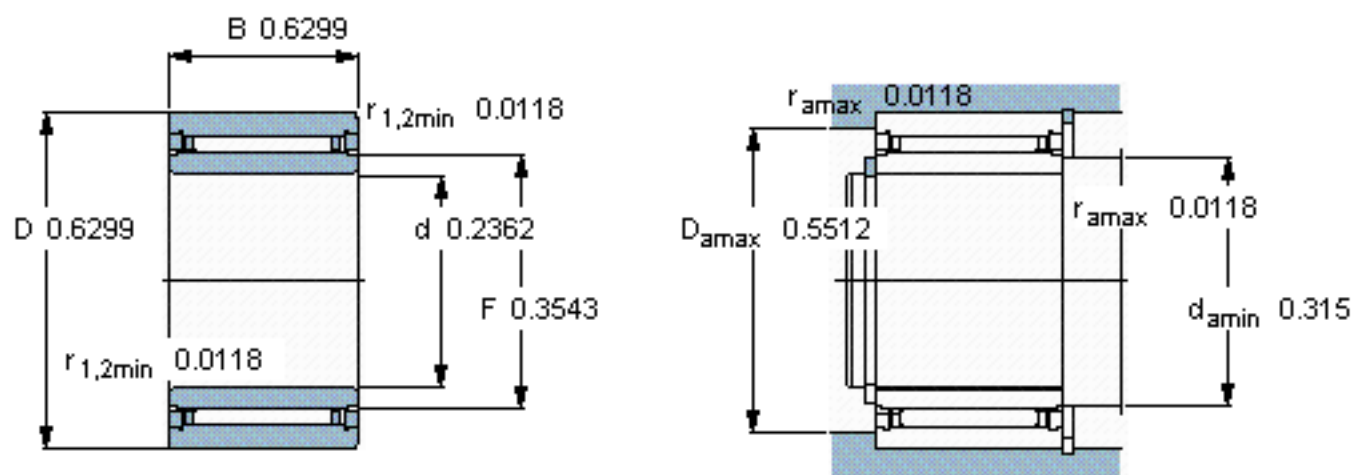 B 0.6299
r1,2min 0.0118
D 0.6299
d 0.2362
F 0.3543
r1,2min 0.0118
ramax 0.0118
Damax 0.5512
ramax 0.0118
damin 0.315